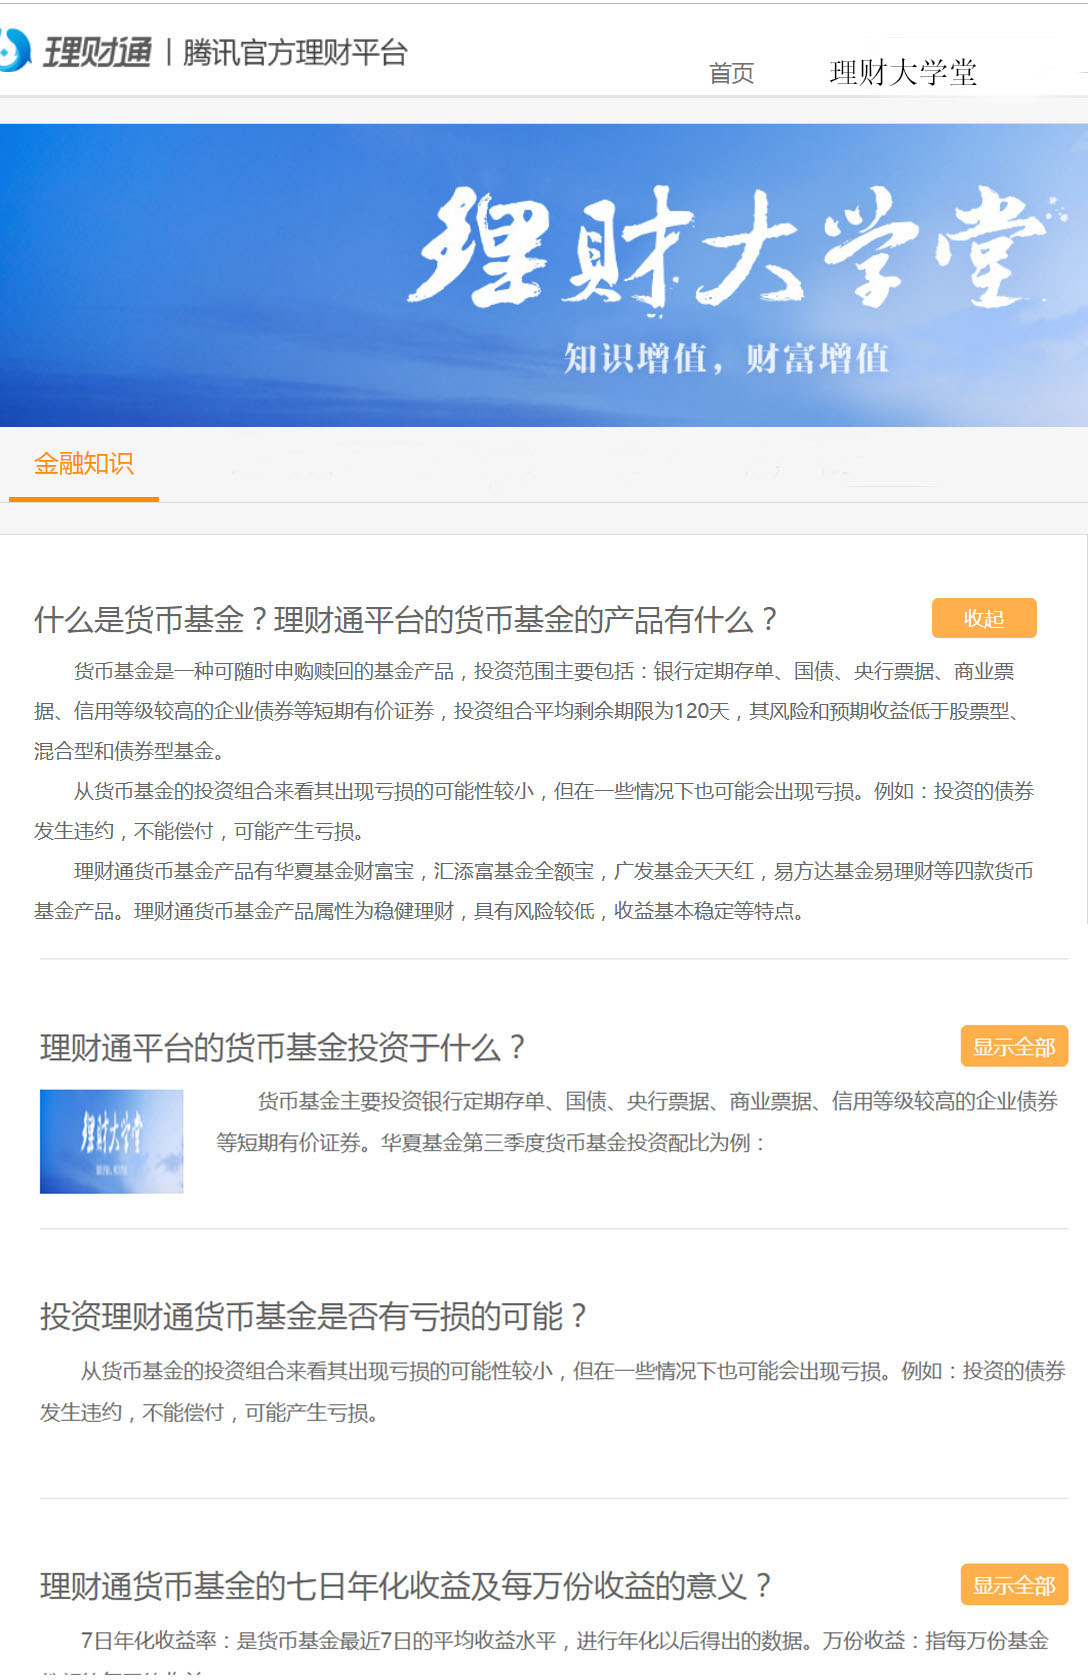 理财通 | 腾讯官方理财平台
首页 理财大学堂
理财大学堂
知识增值，财富增值
金融知识
什么是货币基金？理财通平台的货币基金的产品有什么？
收起
货币基金是一种可随时申购赎回的基金产品，投资范围主要包括：银行定期存单、国债、央行票据、商业票
据、信用等级较高的企业债券等短期有价证券，投资组合平均剩余期限为120天，其风险和预期收益低于股票型、
混合型和债券型基金。
从货币基金的投资组合来看其出现亏损的可能性较小，但在一些情况下也可能会出现亏损。例如：投资的债券
发生违约，不能偿付，可能产生亏损。
理财通货币基金产品有华夏基金财富宝，汇添富基金全额宝，广发基金天天红，易方达基金易理财等四款货币
基金产品。理财通货币基金产品属性为稳健理财，具有风险较低，收益基本稳定等特点。
理财通平台的货币基金投资于什么？
显示全部
理财大学堂
货币基金主要投资银行定期存单、国债、央行票据、商业票据、信用等级较高的企业债券
等短期有价证券。华夏基金第三季度货币基金投资配比为例：
投资理财通货币基金是否有亏损的可能？
从货币基金的投资组合来看其出现亏损的可能性较小，但在一些情况下也可能会出现亏损。例如：投资的债券
发生违约，不能偿付，可能产生亏损。
理财通货币基金的七日年化收益及每万份收益的意义？
显示全部
7日年化收益率：是货币基金最近7日的平均收益水平，进行年化以后得出的数据。万份收益：指每万份基金